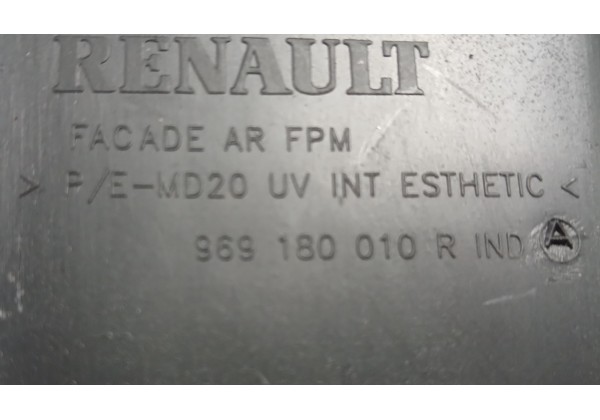 RENAULT
FACADE AR FPM
> P/E-MD20 UV INT ESTHETIC <
969 180 010 R IND A